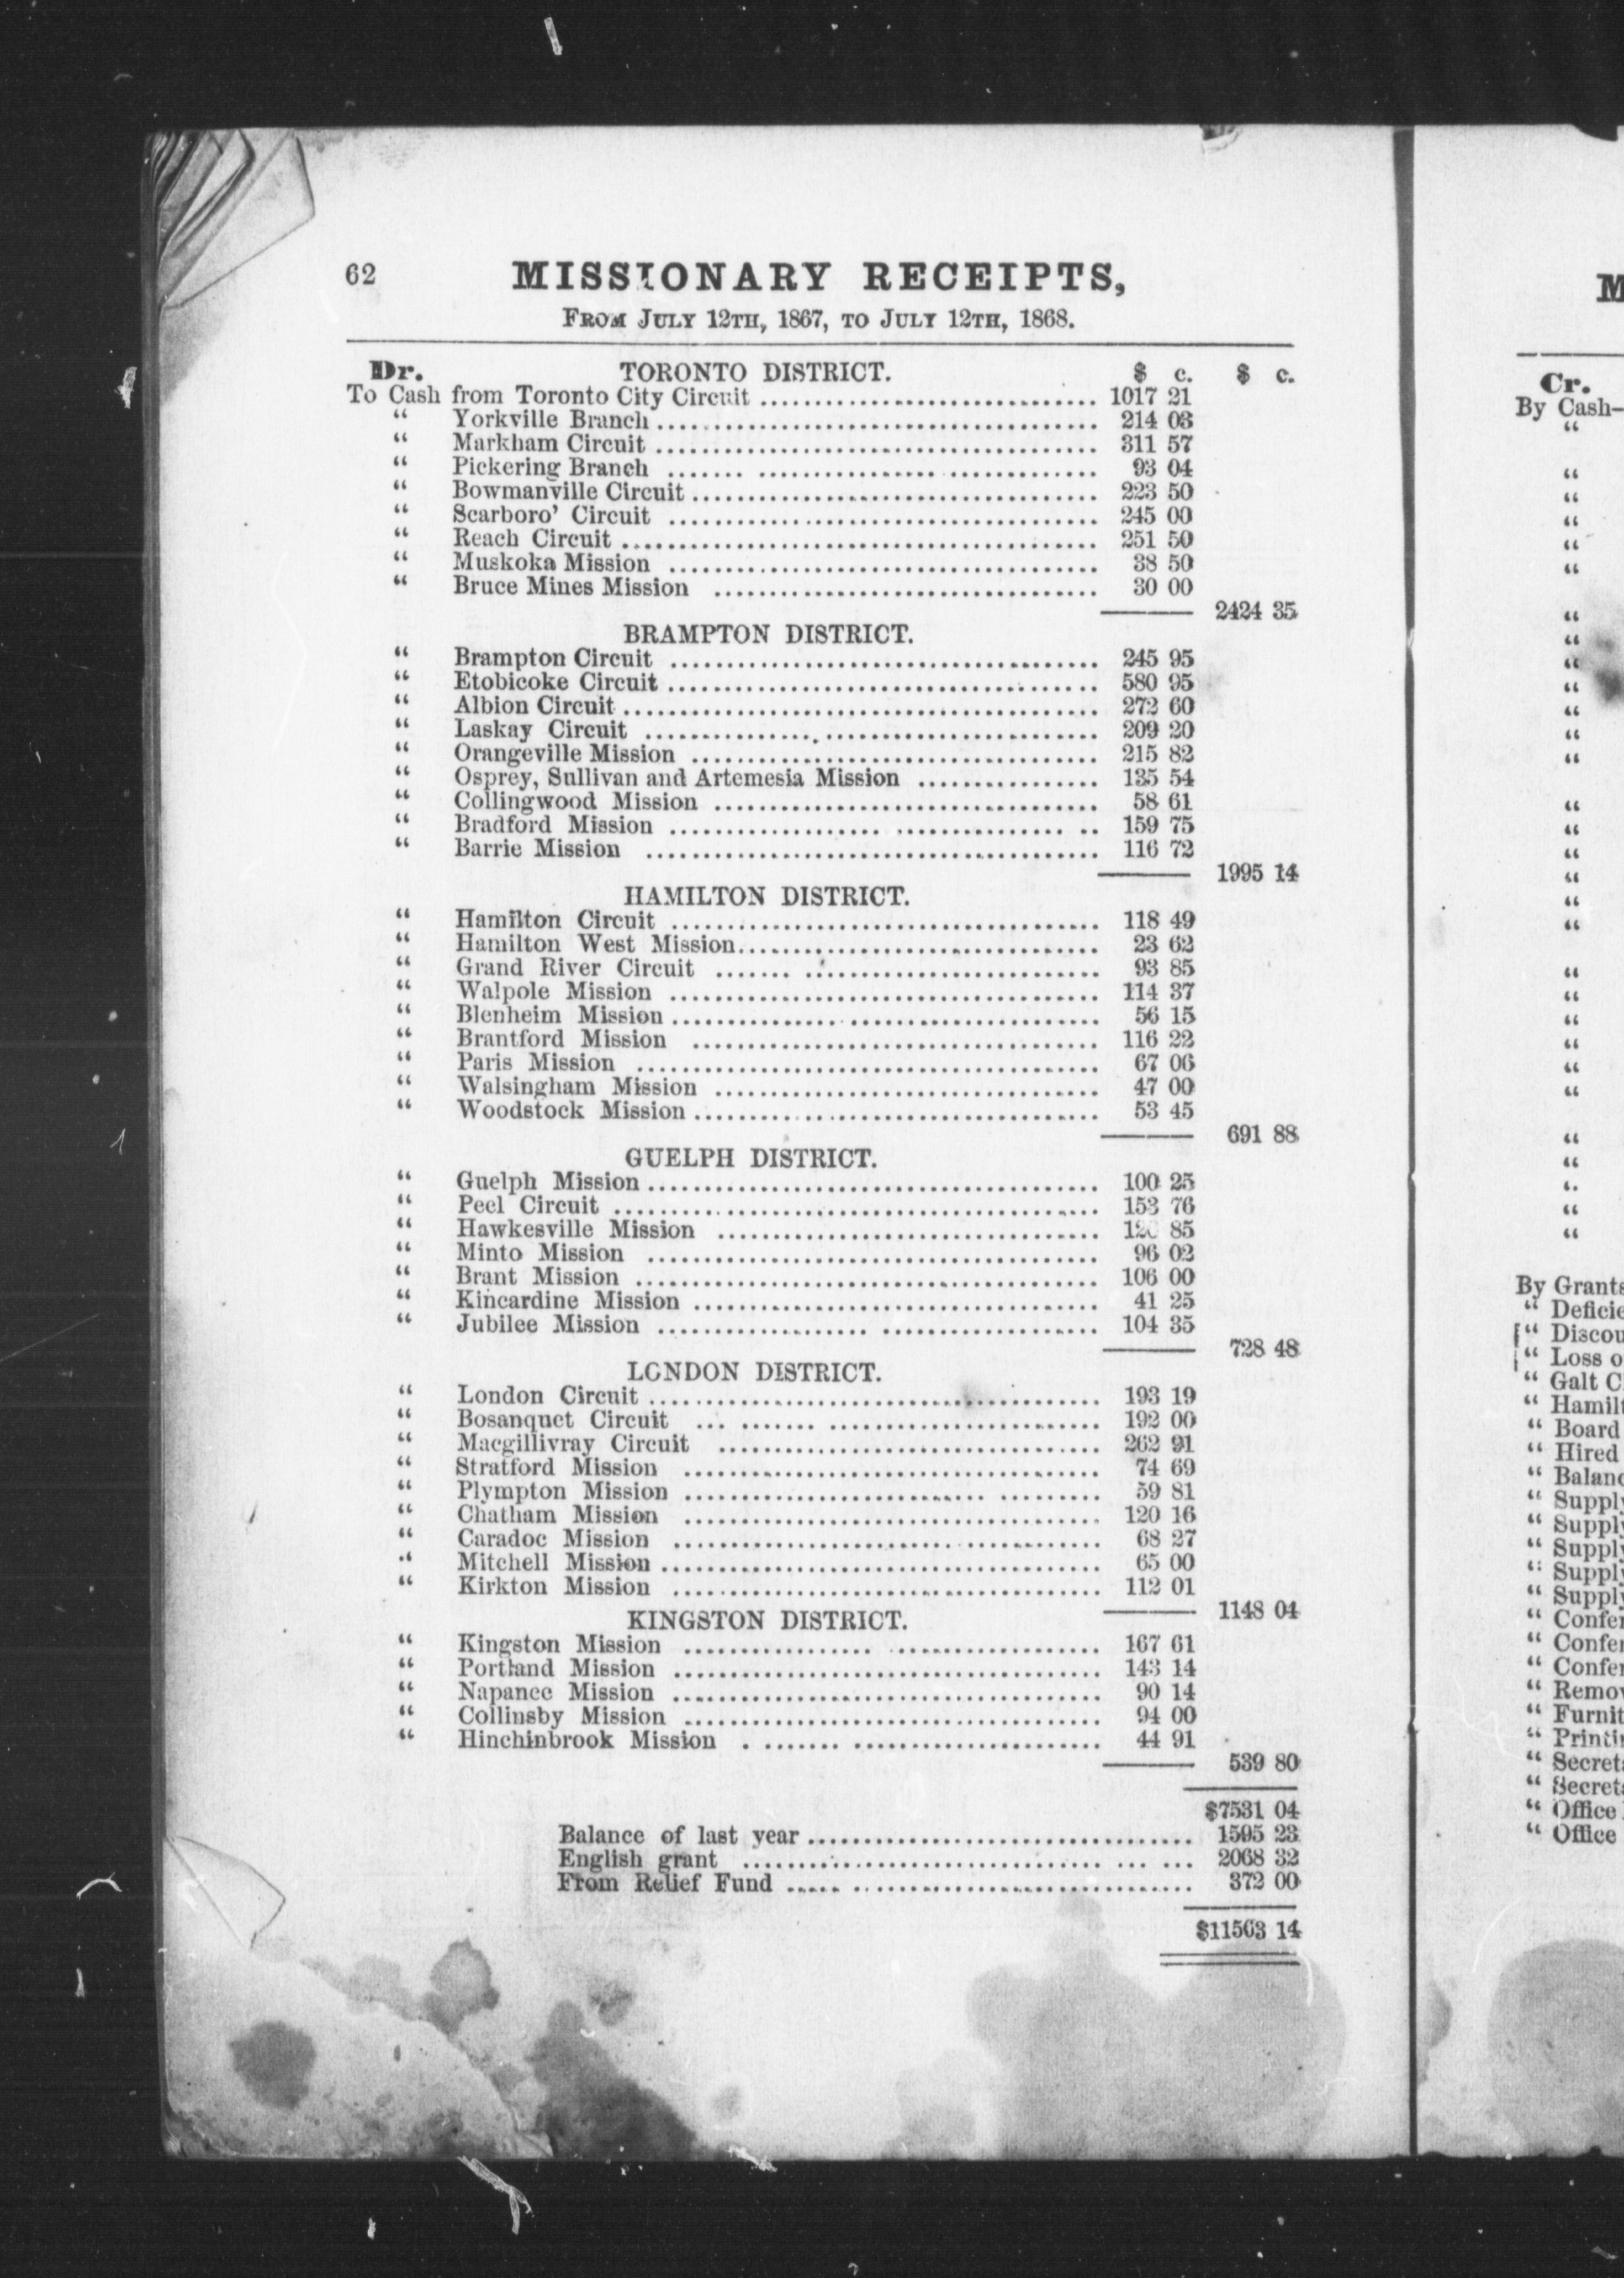 62 MISSIONARY RECEIPTS,
FROM JULY 12TH, 1867, TO JULY 12TH, 1868.
Dr. TORONTO DISTRICT. $ c. $ c.
To Cash from Toronto City Circuit 1017 21
“ Yorkville Branch 214 03
“ Markham Circuit 311 57
“ Pickering Branch 93 04
“ Bowmanville Circuit 223 50
“ Scarboro’ Circuit 245 00
“ Reach Circuit 251 50
“ Muskoka Mission 38 50
“ Bruce Mines Mission 30 00
2424 35
BRAMPTON DISTRICT.
“ Brampton Circuit 245 95
“ Etobicoke Circuit 580 95
“ Albion Circuit 272 60
“ Laskay Circuit 209 20
“ Orangeville Mission 215 82
“ Osprey, Sullivan and Artemesia Mission 135 54
“ Collingwood Mission 58 61
“ Bradford Mission 159 75
“ Barrie Mission 116 72
1995 14
HAMILTON DISTRICT.
“ Hamilton Circuit 118 49
“ Hamilton West Mission 23 62
“ Grand River Circuit 93 85
“ Walpole Mission 114 37
“ Blenheim Mission 56 15
“ Brantford Mission 116 22
“ Paris Mission 67 06
“ Walsingham Mission 47 00
“ Woodstock Mission 53 45
691 88
GUELPH DISTRICT.
“ Guelph Mission 100 25
“ Peel Circuit 153 76
“ Hawkesville Mission 126 85
“ Minto Mission 96 02
“ Brant Mission 106 00
“ Kincardine Mission 41 25
“ Jubilee Mission 104 35
728 48
LONDON DISTRICT.
“ London Circuit 193 19
“ Bosanquet Circuit 192 00
“ Macgillivray Circuit 262 91
“ Stratford Mission 74 69
“ Plympton Mission 59 81
“ Chatham Mission 120 16
“ Caradoc Mission 68 27
“ Mitchell Mission 65 00
“ Kirkton Mission 112 01
1148 04
KINGSTON DISTRICT.
“ Kingston Mission 167 61
“ Portland Mission 143 14
“ Napanee Mission 90 14
“ Collinsby Mission 94 00
“ Hinchinbrook Mission 44 91
539 80
$7531 04
Balance of last year 1595 23
English grant 2068 32
From Relief Fund 372 00
$11563 14
M
Cr.
By Cash—
By Grants
“ Deficie
“ Discou
“ Loss o
“ Galt C
“ Hamilt
“ Board
“ Hired
“ Balanc
“ Supply
“ Supply
“ Supply
“ Supply
“ Supply
“ Confer
“ Confer
“ Confer
“ Remov
“ Furnit
“ Printin
“ Secreta
“ Secreta
“ Office
“ Office